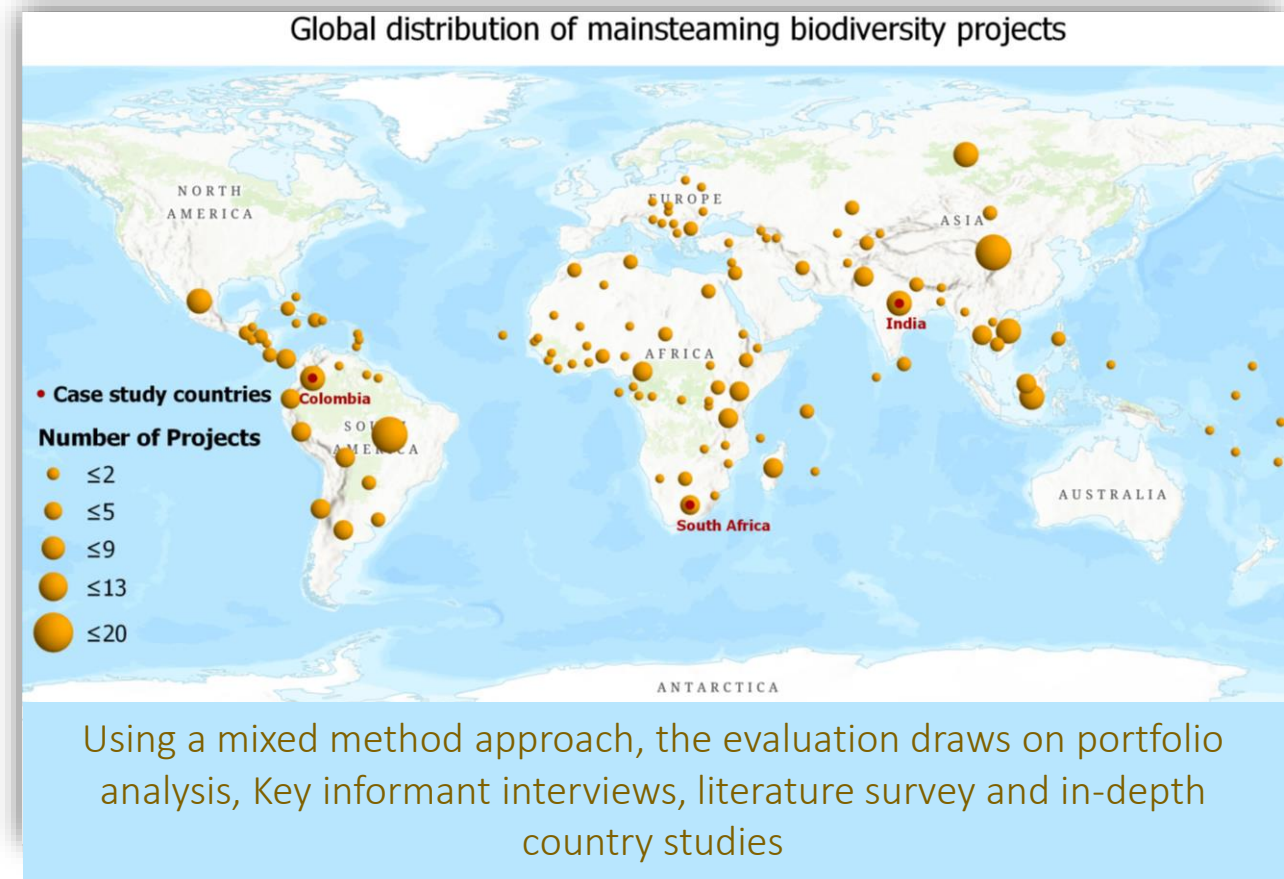 Global distribution of mainsteaming biodiversity projects
NORTH
AMERICA
EUROPE
ASIA
India
AFRICA
• Case study countries
Colombia
Number of Projects
SOUTH
AMERICA
≤2
≤5
≤9
≤13
≤20
AUSTRALIA
South Africa
ANTARCTICA
Using a mixed method approach, the evaluation draws on portfolio
analysis, Key informant interviews, literature survey and in-depth
country studies